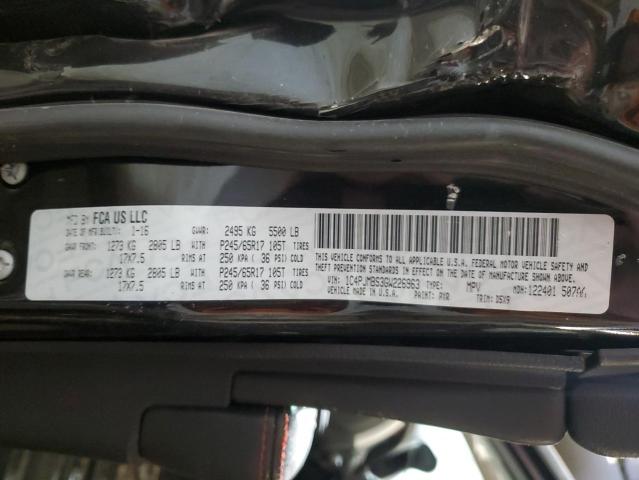 MFD BY FCA US LLC
DATE OF MFR/BUILT: 1-16 GVWR: 2495 KG 5500 LB
GAWR FRONT: 1273 KG 2805 LB WITH P245/65R17 105T TIRES
17X7.5 RIMS AT 250 KPA ( 36 PSI) COLD
GAWR REAR: 1273 KG 2805 LB WITH P245/65R17 105T TIRES
17X7.5 RIMS AT 250 KPA ( 36 PSI) COLD
THIS VEHICLE CONFORMS TO ALL APPLICABLE U.S.A. FEDERAL MOTOR VEHICLE SAFETY AND
THEFT PREVENTION STANDARDS IN EFFECT ON THE DATE OF MANUFACTURE SHOWN ABOVE.
VIN: 1C4PJMBS3GW226963 TYPE: MPV MDH: 122401 507AK
VEHICLE MADE IN U.S.A. PAINT: PXR TRIM: D5X9